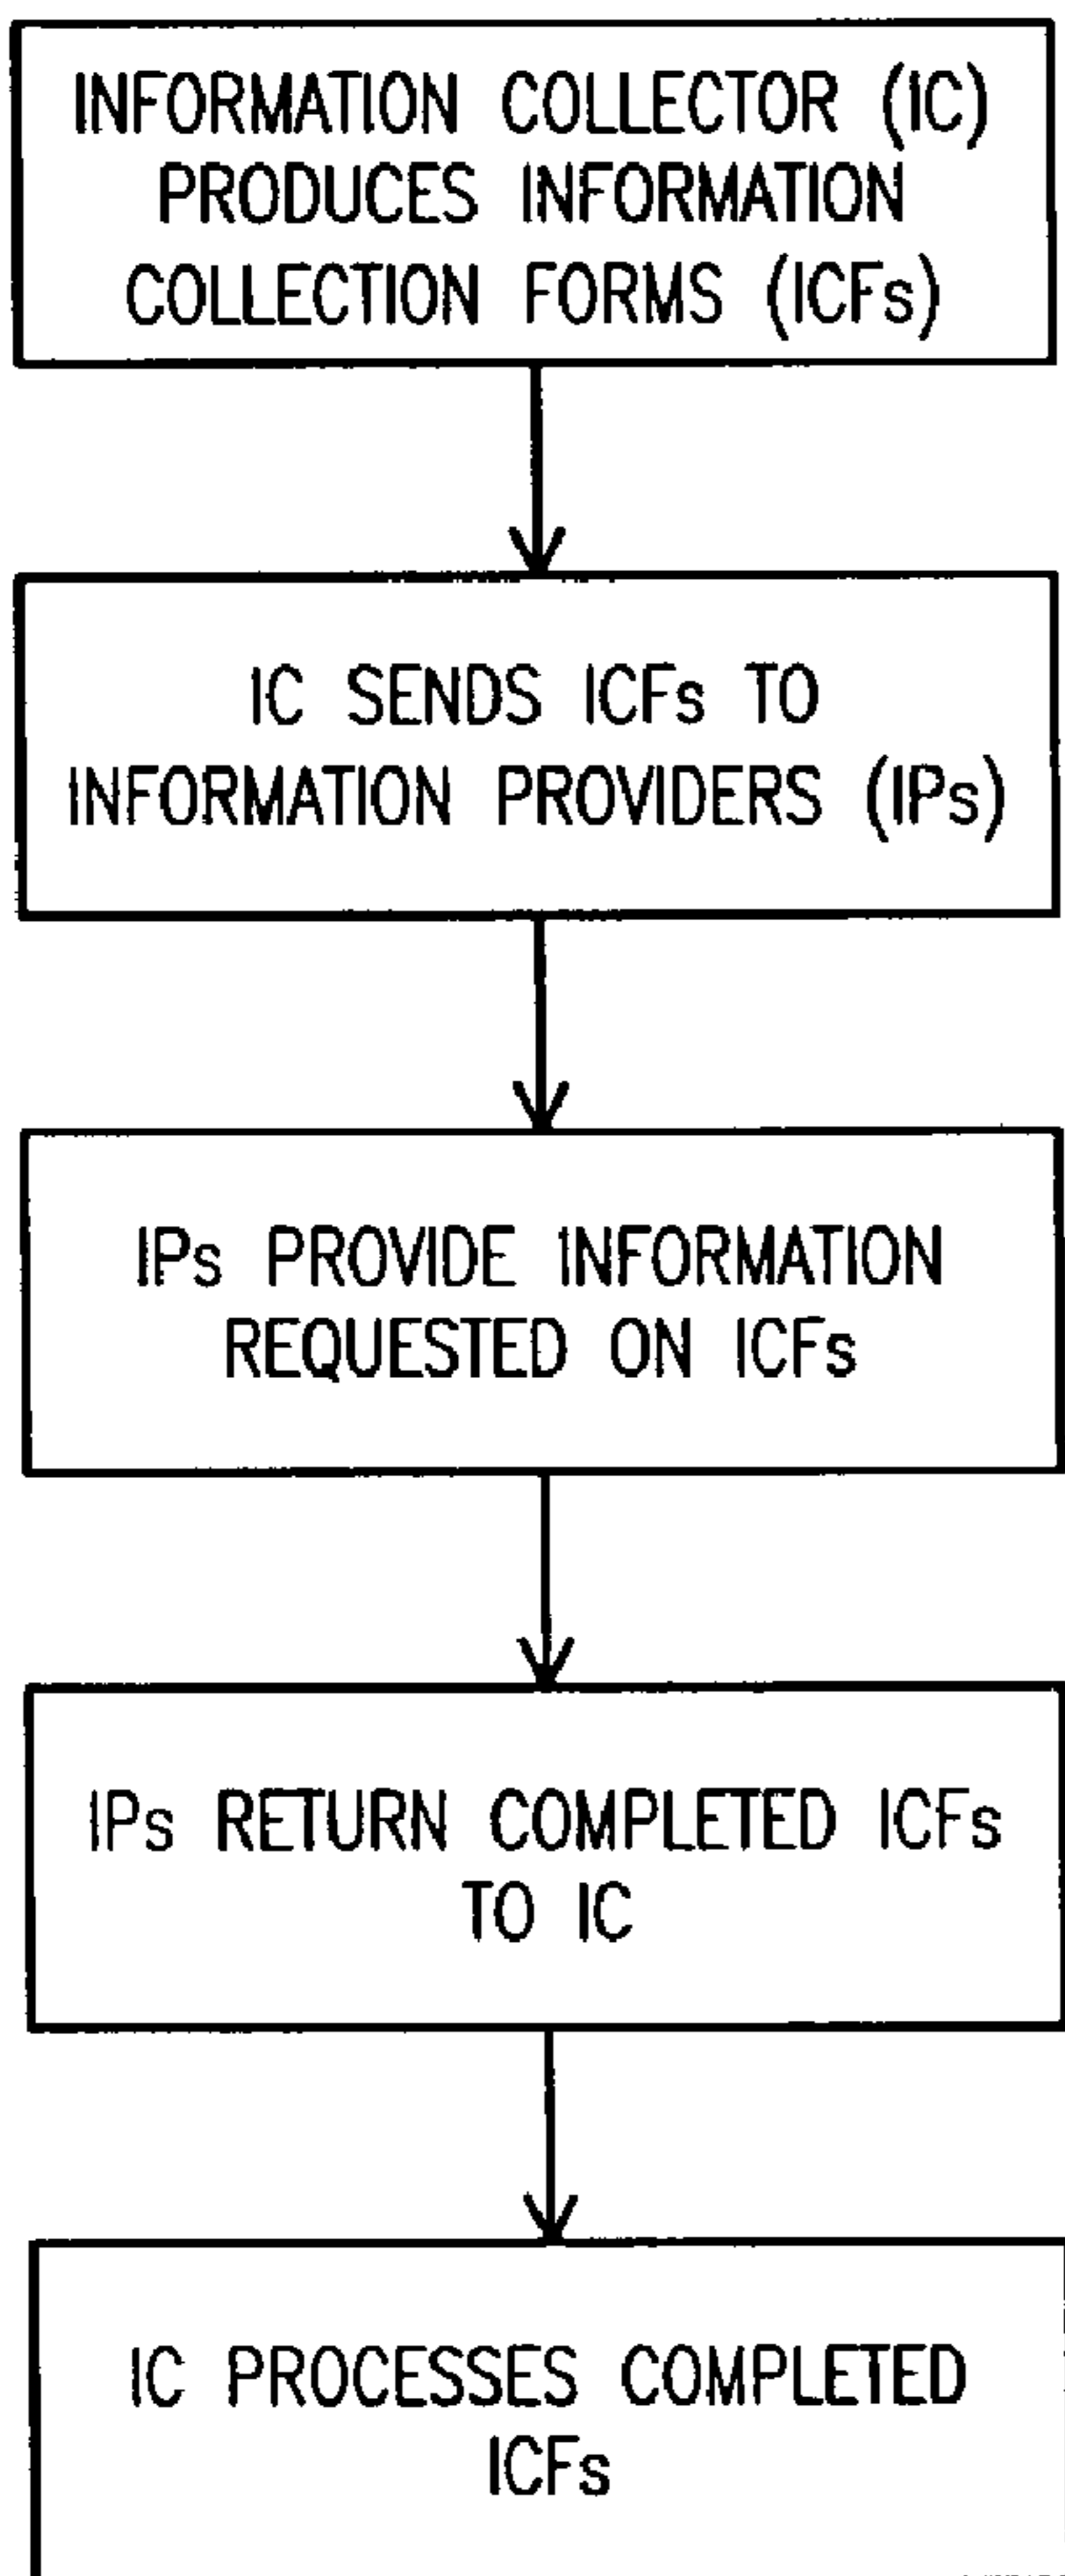 INFORMATION COLLECTOR (IC)
PRODUCES INFORMATION
COLLECTION FORMS (ICFs)
IC SENDS ICFs TO
INFORMATION PROVIDERS (IPs)
IPs PROVIDE INFORMATION
REQUESTED ON ICFs
IPs RETURN COMPLETED ICFs
TO IC
IC PROCESSES COMPLETED
ICFs